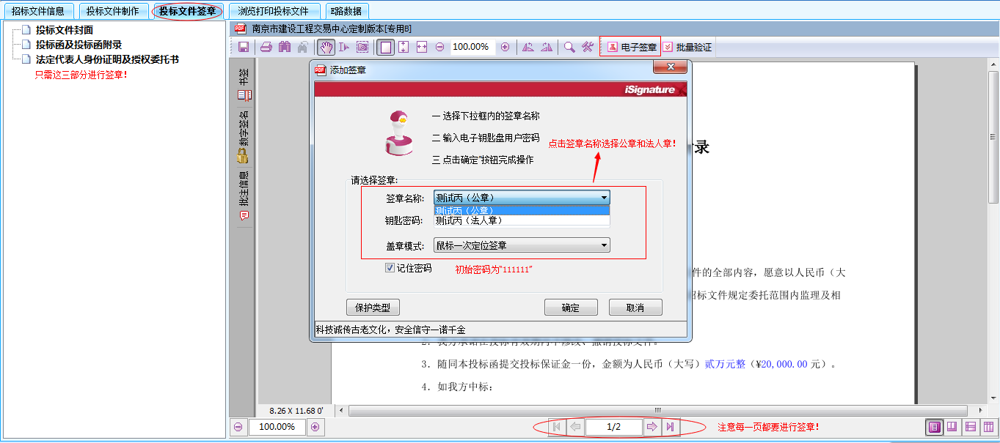 招标文件信息
投标文件制作
投标文件签章
浏览打印投标文件
E路数据
投标文件封面
投标函及投标函附录
法定代表人身份证明及授权委托书
只需这三部分进行签章！
南京市建设工程交易中心定制版本[专用B]
100.00%
电子签章
批量验证
书签
数字签名
批注信息
添加签章
iSignature
一 选择下拉框内的签章名称
二 输入电子钥匙盘用户密码
三 点击确定"按钮完成操作
点击签章名称选择公章和法人章！
请选择签章:
签章名称:
测试丙（公章）
测试丙（公章）
测试丙（法人章）
钥匙密码:
盖章模式:
鼠标一次定位签章
记住密码
初始密码为"111111"
保护类型
确定
取消
科技诚传古老文化，安全信守一诺千金
录
件的全部内容，愿意以人民币（大
招标文件规定委托范围内监理及相
3. 随同本投标函提交投标保证金一份，金额为人民币（大写）贰万元整（¥20,000.00 元）。
4. 如我方中标：
8.26 X 11.68 0'
100.00%
1/2
注意每一页都要进行签章！